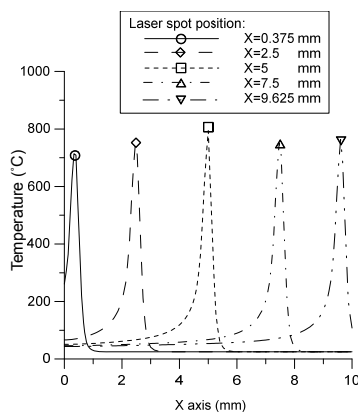 Laser spot position:
X=0.375 mm
X=2.5 mm
X=5 mm
X=7.5 mm
X=9.625 mm
1000
800
600
400
200
0
Temperature (°C)
0 2 4 6 8 10
X axis (mm)